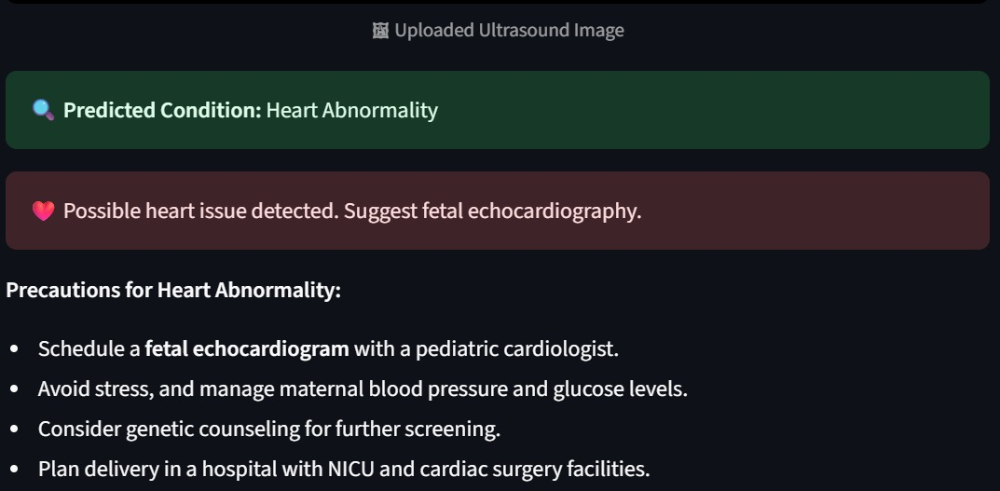 🖼 Uploaded Ultrasound Image
🔍 Predicted Condition: Heart Abnormality
❤️ Possible heart issue detected. Suggest fetal echocardiography.
Precautions for Heart Abnormality:
• Schedule a fetal echocardiogram with a pediatric cardiologist.
• Avoid stress, and manage maternal blood pressure and glucose levels.
• Consider genetic counseling for further screening.
• Plan delivery in a hospital with NICU and cardiac surgery facilities.